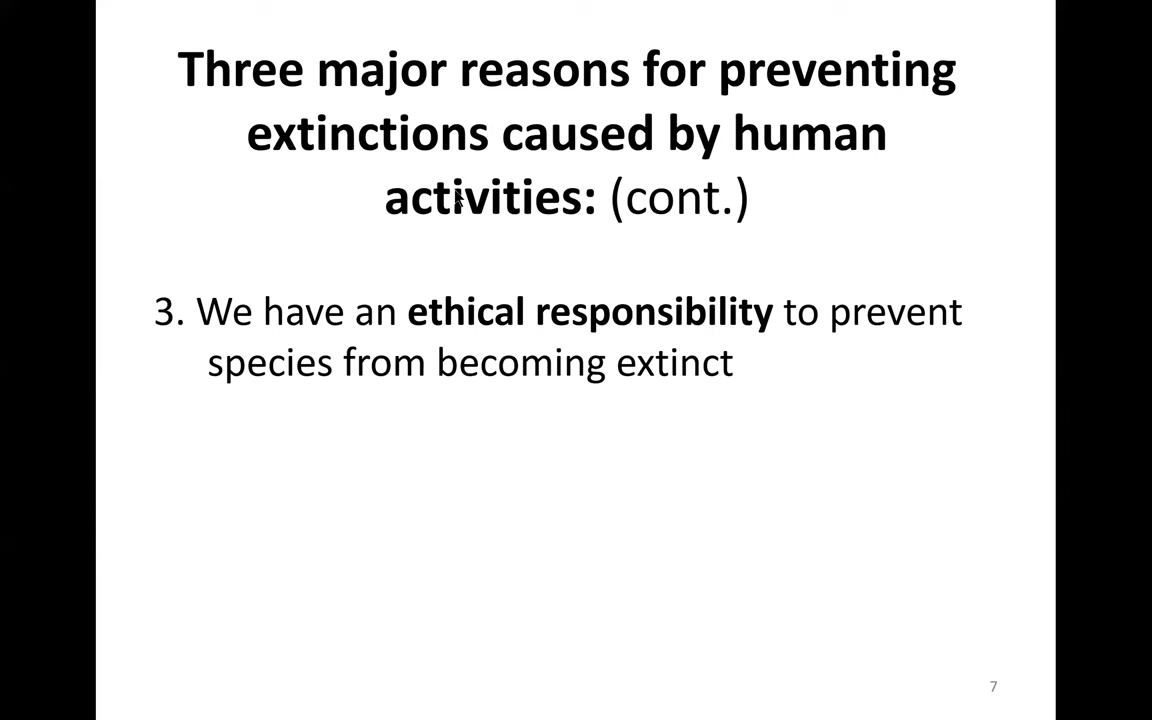 Three major reasons for preventing
extinctions caused by human
activities: (cont.)
3. We have an ethical responsibility to prevent
species from becoming extinct
7